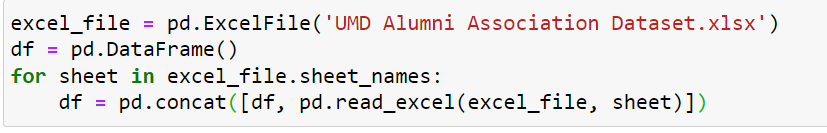 excel_file = pd.ExcelFile('UMD Alumni Association Dataset.xlsx')
df = pd.DataFrame()
for sheet in excel_file.sheet_names:
    df = pd.concat([df, pd.read_excel(excel_file, sheet)])